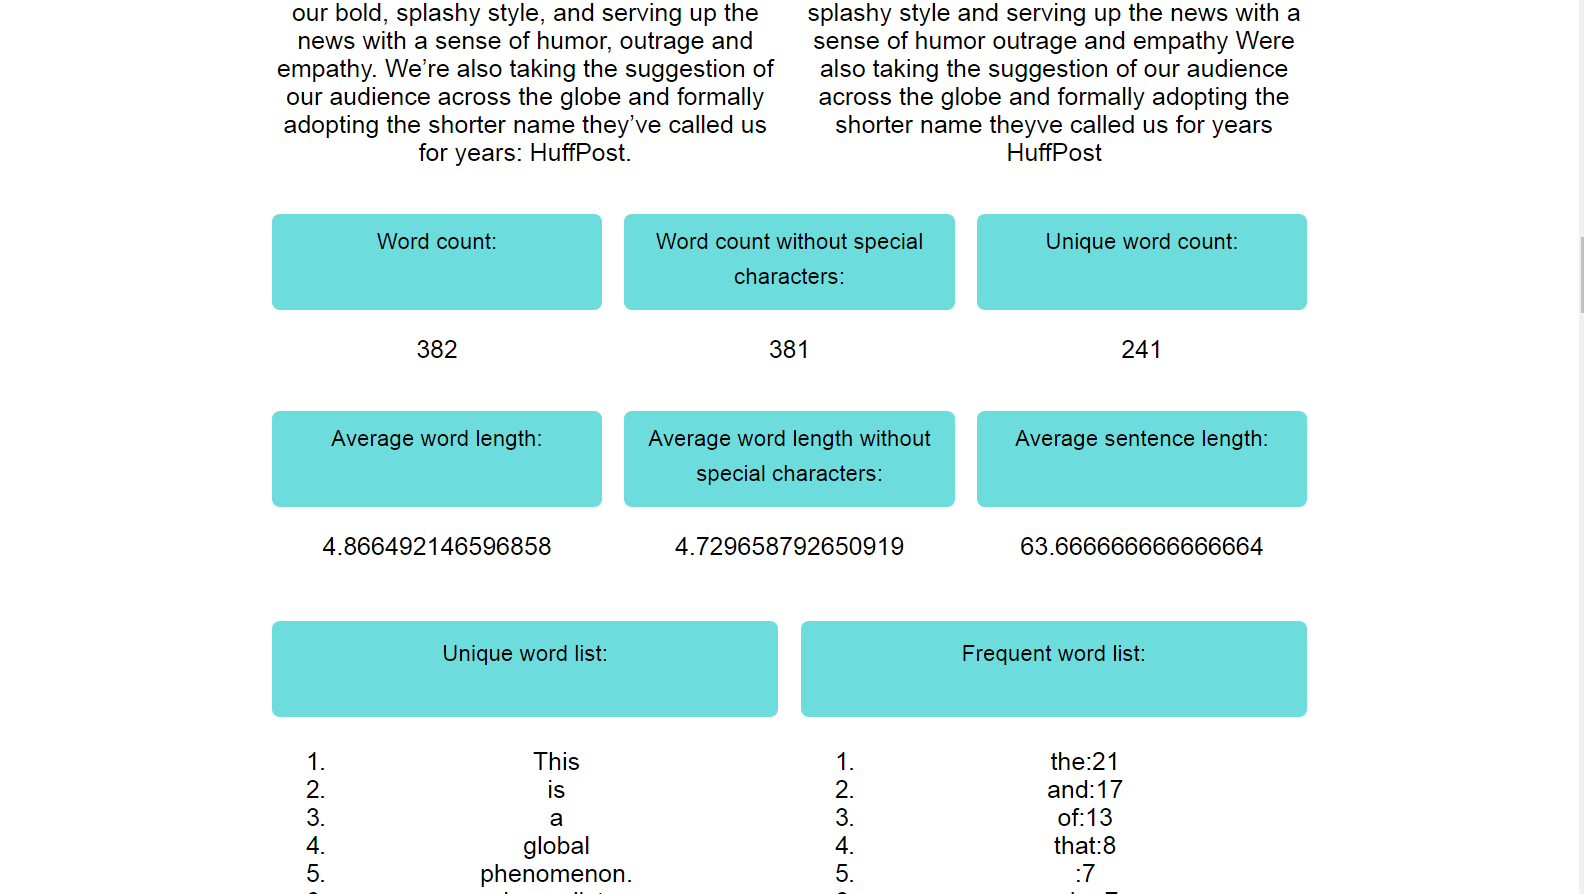 our bold, splashy style, and serving up the
news with a sense of humor, outrage and
empathy. We’re also taking the suggestion of
our audience across the globe and formally
adopting the shorter name they’ve called us
for years: HuffPost.
splashy style and serving up the news with a
sense of humor outrage and empathy Were
also taking the suggestion of our audience
across the globe and formally adopting the
shorter name theyve called us for years
HuffPost
Word count:
382
Word count without special
characters:
381
Unique word count:
241
Average word length:
4.866492146596858
Average word length without
special characters:
4.729658792650919
Average sentence length:
63.666666666666664
Unique word list:
1. This
2. is
3. a
4. global
5. phenomenon.
Frequent word list:
1. the:21
2. and:17
3. of:13
4. that:8
5. :7